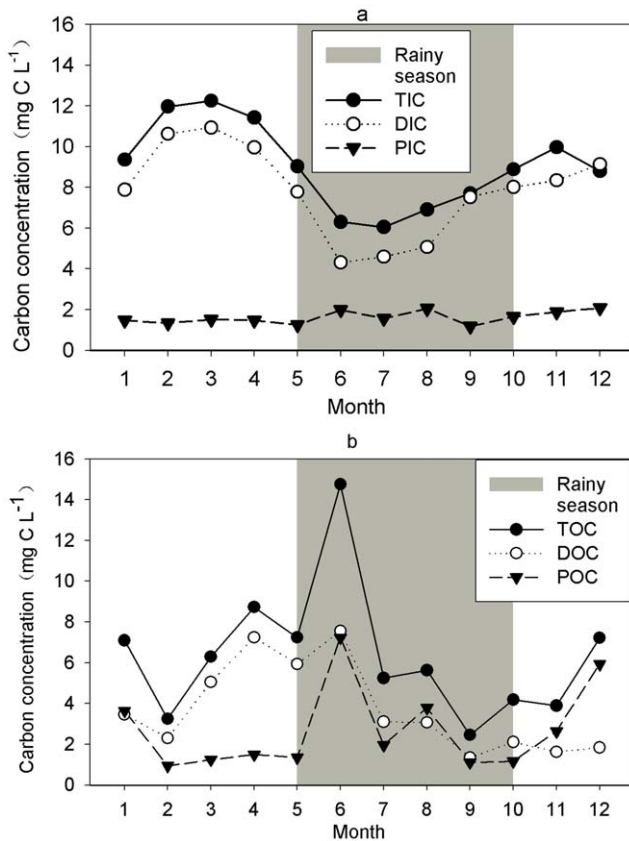 a
Carbon concentration (mg C L⁻¹)
16
14
12
10
8
6
4
2
0
Rainy
season
TIC
DIC
PIC
1 2 3 4 5 6 7 8 9 10 11 12
Month
b
Carbon concentration (mg C L⁻¹)
16
14
12
10
8
6
4
2
0
Rainy
season
TOC
DOC
POC
1 2 3 4 5 6 7 8 9 10 11 12
Month